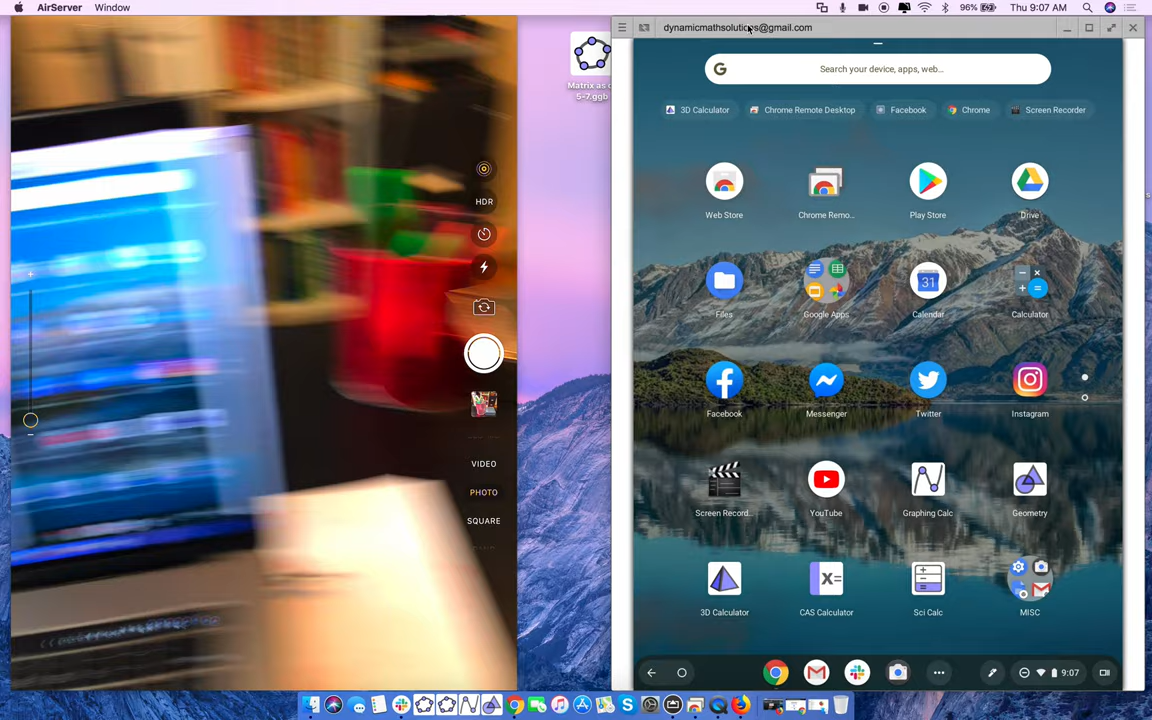 AirServer Window
96% Thu 9:07 AM
dynamicmathsolutions@gmail.com
Matrix as
5-7.ggb
HDR
VIDEO
PHOTO
SQUARE
Search your device, apps, web...
3D Calculator Chrome Remote Desktop Facebook Chrome Screen Recorder
Web Store Chrome Remo... Play Store Drive
31
Files Google Apps Calendar Calculator
Facebook Messenger Twitter Instagram
Screen Record... YouTube Graphing Calc Geometry
X=
3D Calculator CAS Calculator Sci Calc MISC
9:07